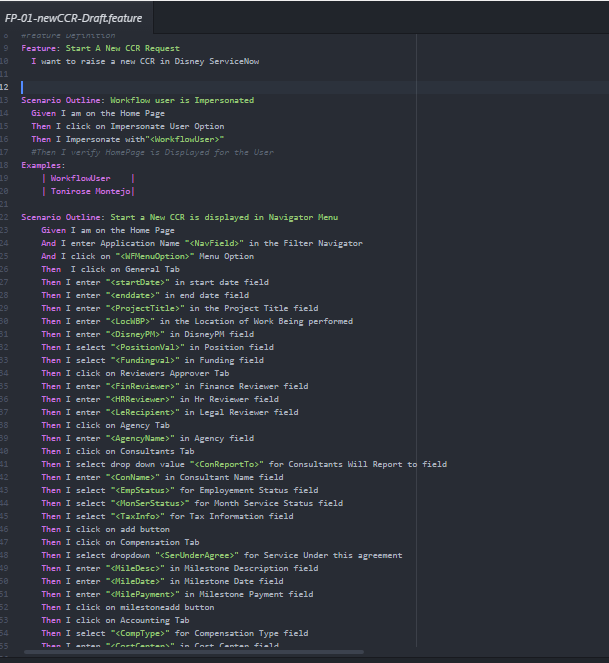 FP-01-newCCR-Draft.feature
8 #Feature Definition
9 Feature: Start A New CCR Request
10 I want to raise a new CCR in Disney ServiceNow
11
12
13 Scenario Outline: Workflow user is Impersonated
14 Given I am on the Home Page
15 Then I click on Impersonate User Option
16 Then I Impersonate with"<WorkflowUser>"
17 #Then I verify HomePage is Displayed for the User
18 Examples:
19 | WorkflowUser |
20 | Tonirose Montejo|
21
22 Scenario Outline: Start a New CCR is displayed in Navigator Menu
23 Given I am on the Home Page
24 And I enter Application Name "<NavField>" in the Filter Navigator
25 And I click on "<WFMenuOption>" Menu Option
26 Then I click on General Tab
27 Then I enter "<startDate>" in start date field
28 Then I enter "<enddate>" in end date field
29 Then I enter "<ProjectTitle>" in the Project Title field
30 Then I enter "<LocWBP>" in the Location of Work Being performed
31 Then I enter "<DisneyPM>" in DisneyPM field
32 Then I select "<PositionVal>" in Position field
33 Then I select "<Fundingval>" in Funding field
34 Then I click on Reviewers Approver Tab
35 Then I enter "<FinReviewer>" in Finance Reviewer field
36 Then I enter "<HRReviewer>" in Hr Reviewer field
37 Then I enter "<LeRecipient>" in Legal Reviewer field
38 Then I click on Agency Tab
39 Then I enter "<AgencyName>" in Agency field
40 Then I click on Consultants Tab
41 Then I select drop down value "<ConReportTo>" for Consultants Will Report to field
42 Then I enter "<ConName>" in Consultant Name field
43 Then I select "<EmpStatus>" for Employement Status field
44 Then I select "<MonSerStatus>" for Month Service Status field
45 Then I select "<TaxInfo>" for Tax Information field
46 Then I click on add button
47 Then I click on Compensation Tab
48 Then I select dropdown "<SerUnderAgree>" for Service Under this agreement
49 Then I enter "<MileDesc>" in Milestone Description field
50 Then I enter "<MileDate>" in Milestone Date field
51 Then I enter "<MilePayment>" in Milestone Payment field
52 Then I click on milestoneadd button
53 Then I click on Accounting Tab
54 Then I select "<CompType>" for Compensation Type field
55 Then I enter "<CostCenter>" in Cost Center field